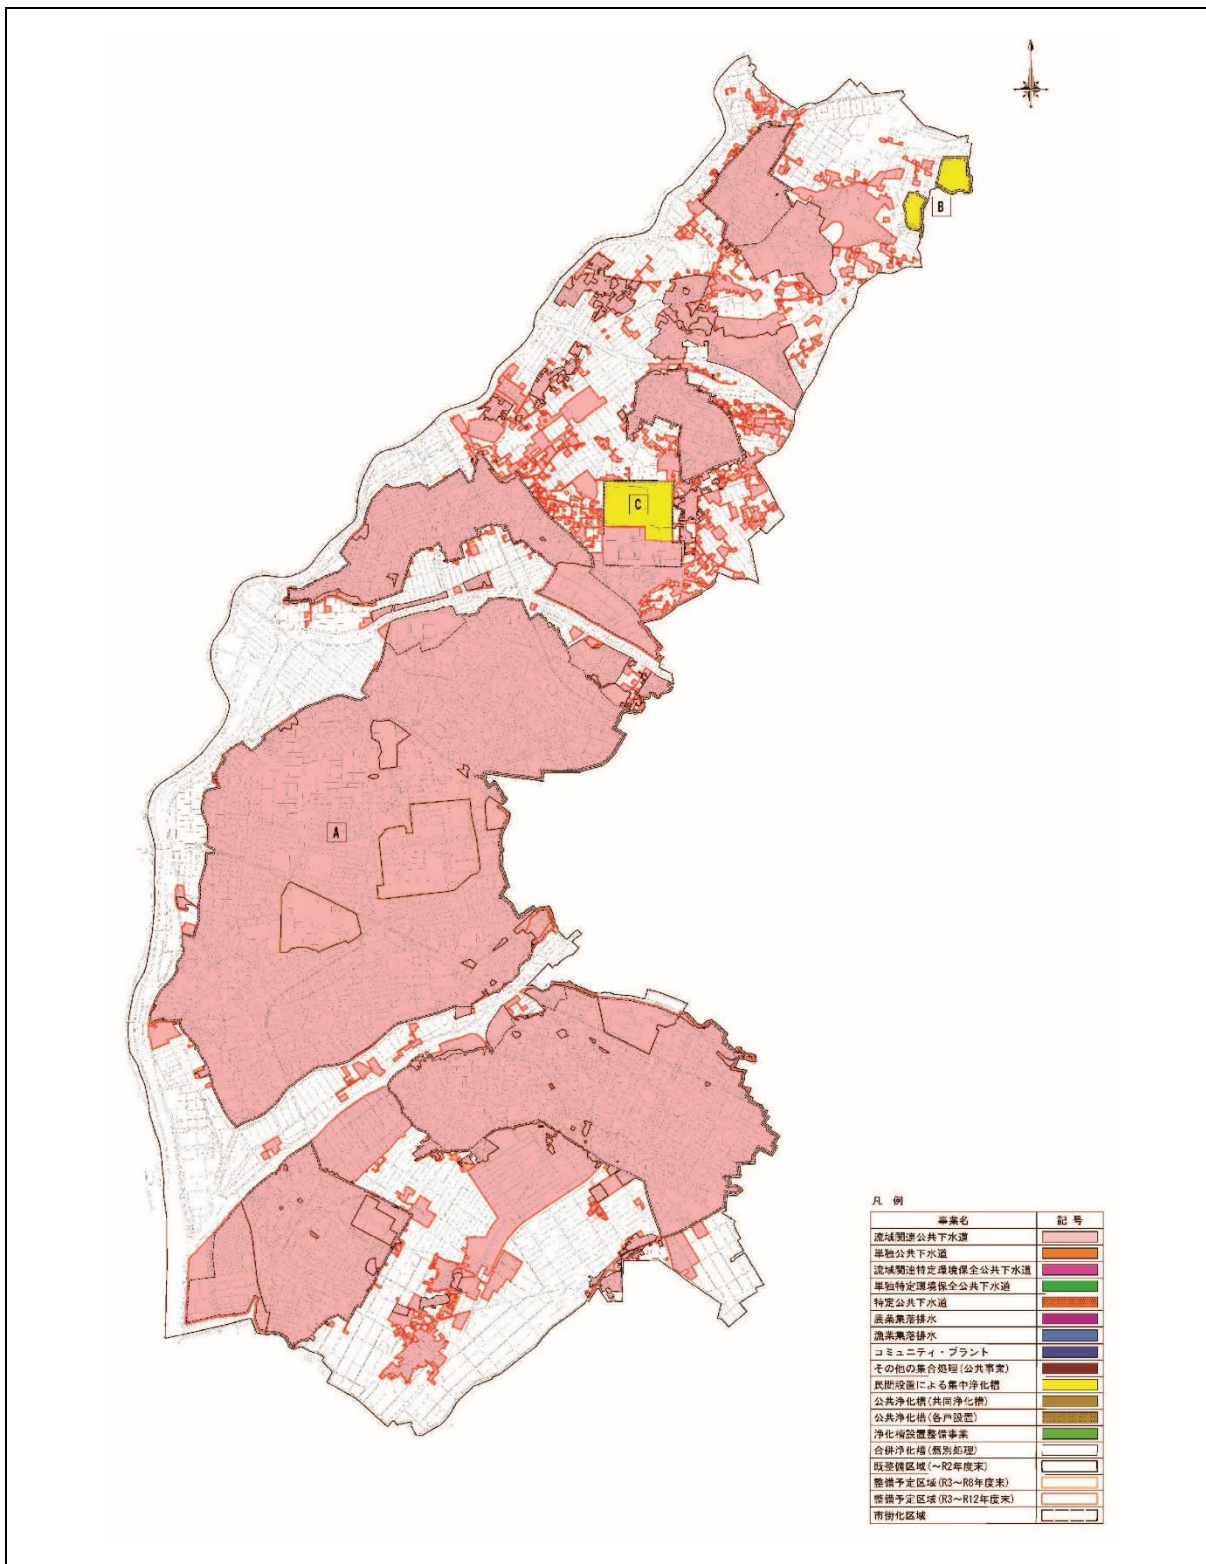 B
C
A
凡 例
事業名 記 号
流域関連公共下水道
単独公共下水道
流域関連特定環境保全公共下水道
単独特定環境保全公共下水道
特定公共下水道
農業集落排水
漁業集落排水
コミュニティ・プラント
その他の集合処理(公共事業)
民間設置による集中浄化槽
公共浄化槽(共同浄化槽)
公共浄化槽(各戸設置)
浄化槽設置整備事業
合併浄化槽(個別処理)
既整備区域(～R2年度末)
整備予定区域(R3～R8年度末)
整備予定区域(R3～R12年度末)
市街化区域